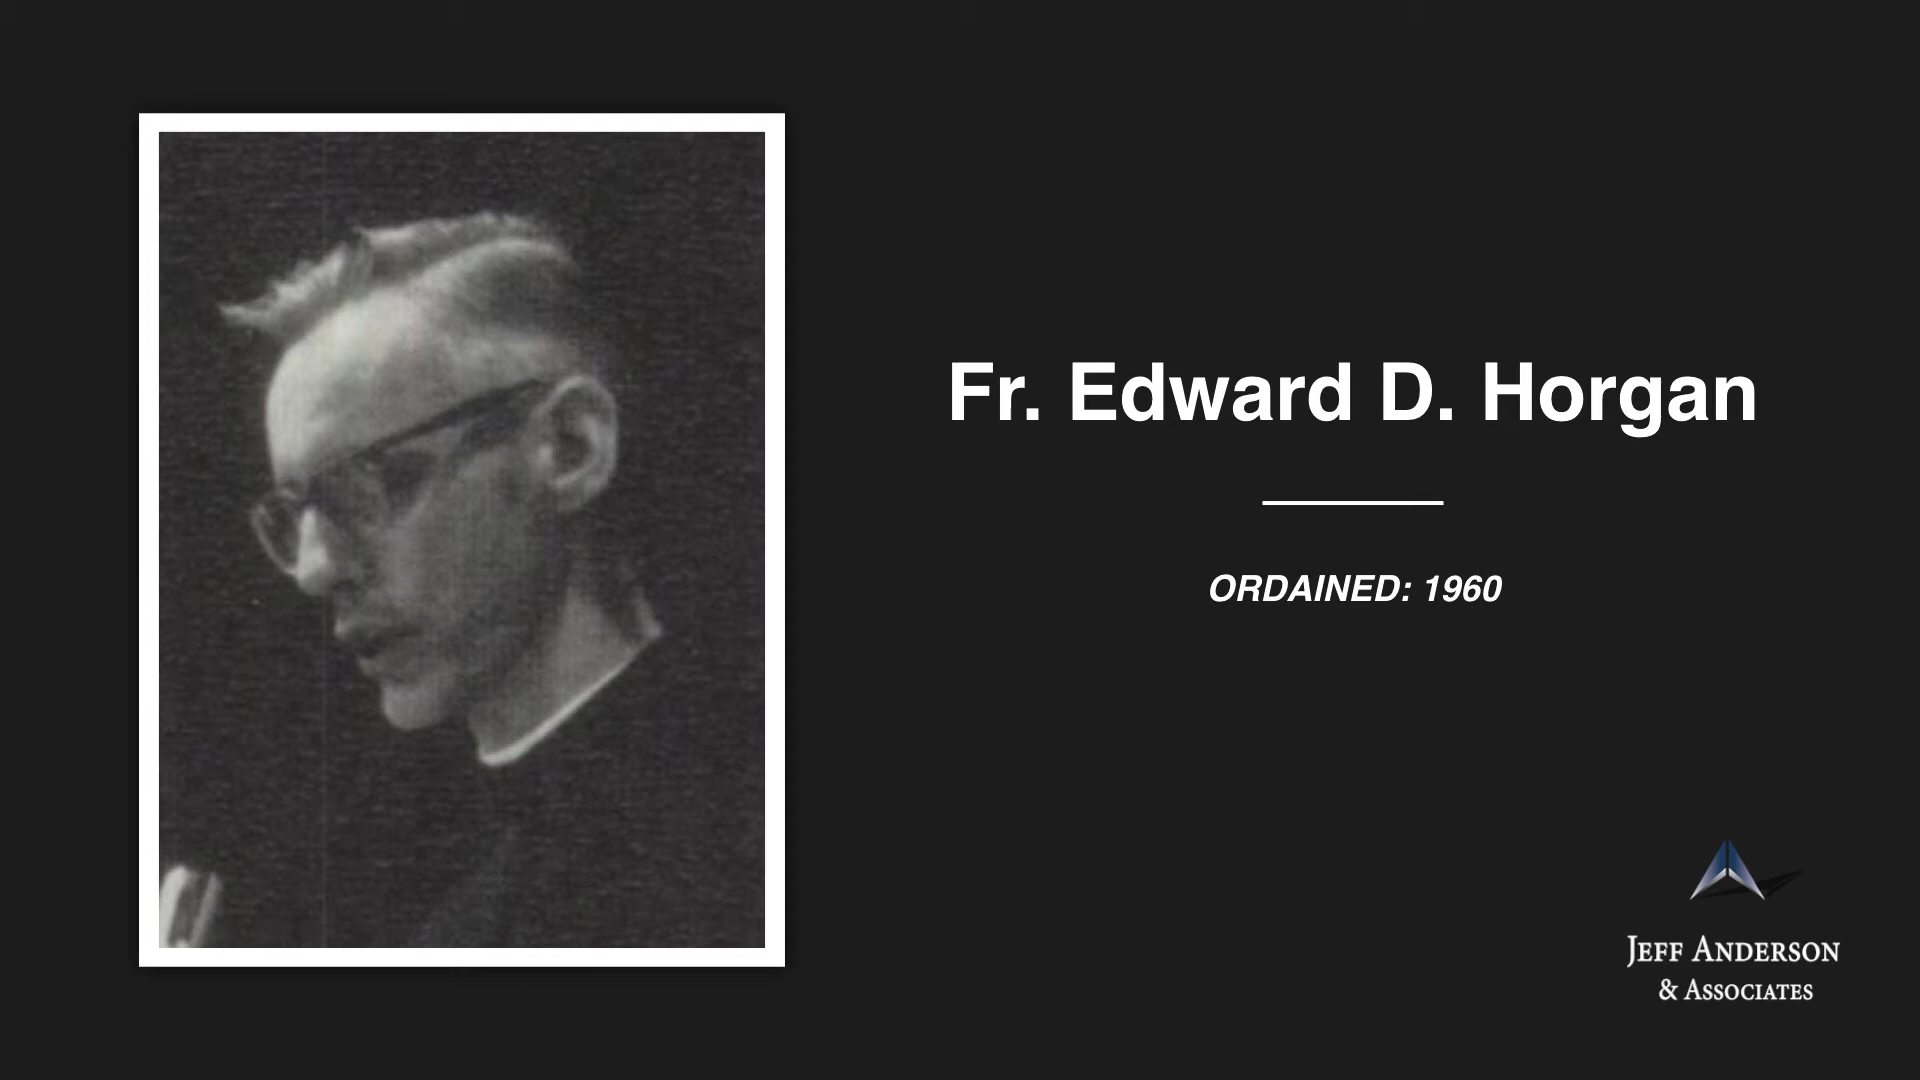 Fr. Edward D. Horgan
ORDAINED: 1960
JEFF ANDERSON
& ASSOCIATES